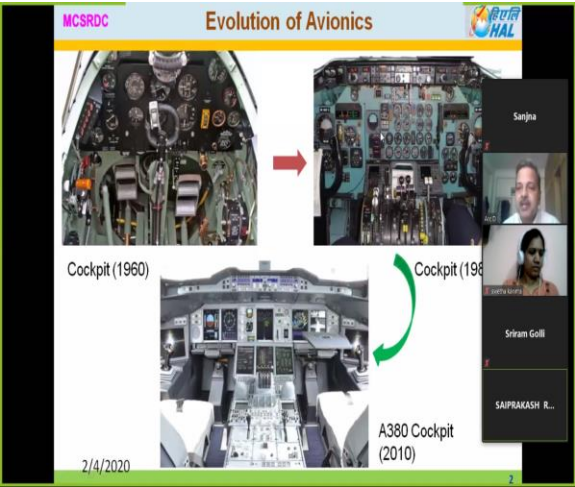 MCSRDC
Evolution of Avionics
हिएलि
HAL
Sanjna
Cockpit (1960)
Cockpit (198
Sriram Golli
SAIPRAKASH R...
A380 Cockpit
(2010)
2/4/2020
2